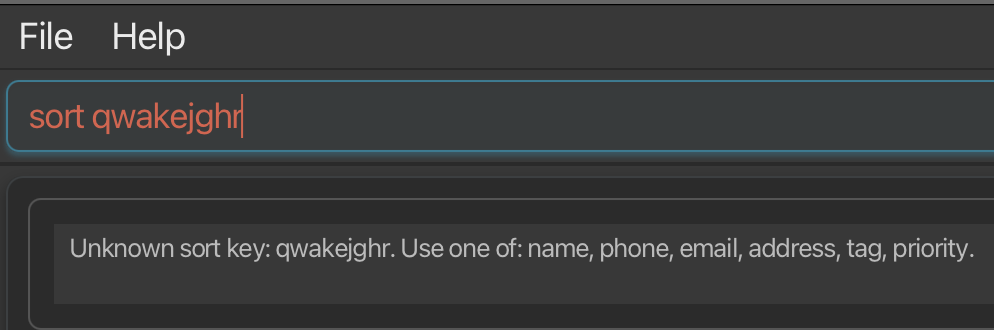 File Help
sort qwakejghr
Unknown sort key: qwakejghr. Use one of: name, phone, email, address, tag, priority.